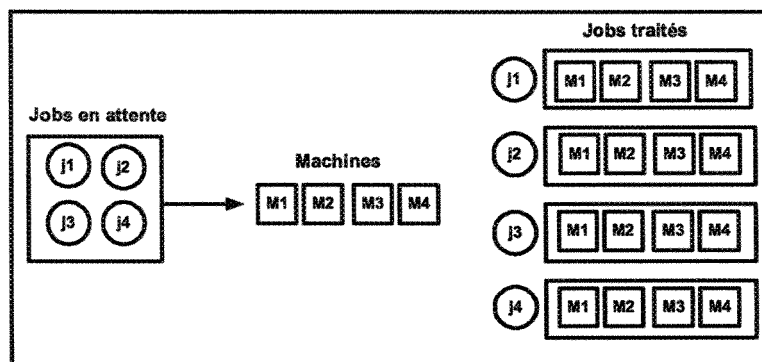 Jobs traités
j1 M1 M2 M3 M4
Jobs en attente
j1 j2
j2 M1 M2 M3 M4
Machines
M1 M2 M3 M4
j3 j4
j3 M1 M2 M3 M4
j4 M1 M2 M3 M4